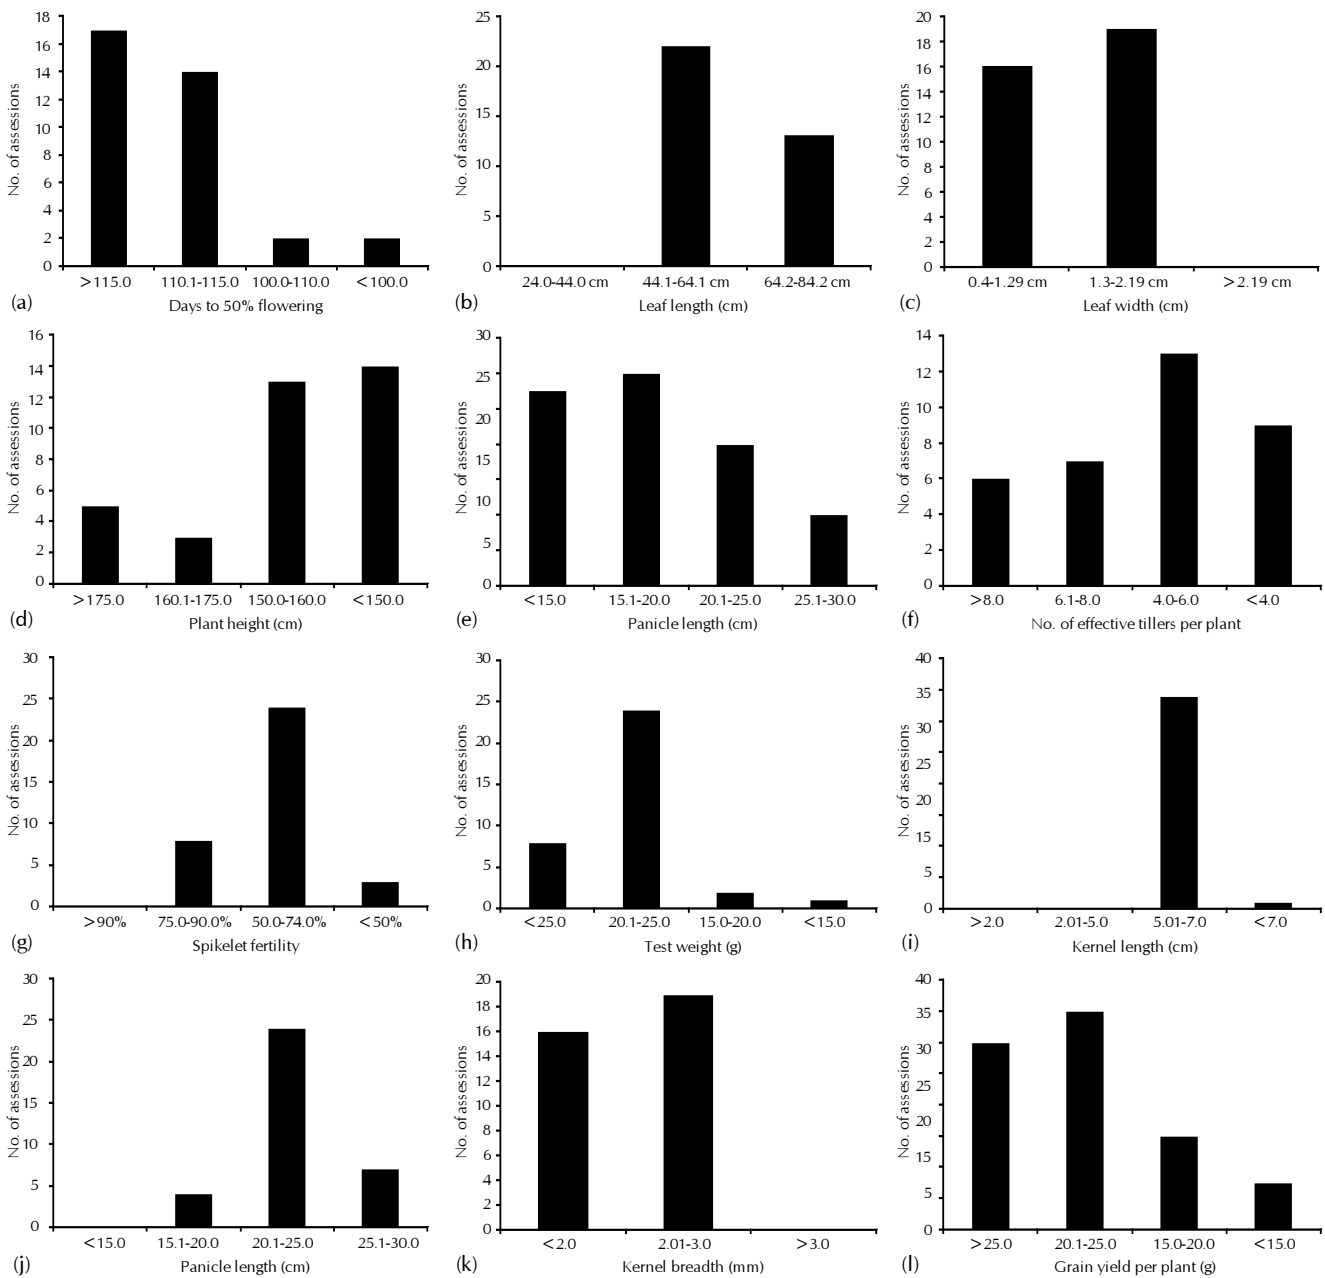 18
16
14
12
10
8
6
4
2
0
No. of assessions
>115.0 110.1-115.0 100.0-110.0 <100.0
(a) Days to 50% flowering
25
20
15
10
5
0
No. of assessions
24.0-44.0 cm 44.1-64.1 cm 64.2-84.2 cm
(b) Leaf length (cm)
20
18
16
14
12
10
8
6
4
2
0
No. of assessions
0.4-1.29 cm 1.3-2.19 cm >2.19 cm
(c) Leaf width (cm)
16
14
12
10
8
6
4
2
0
No. of assessions
>175.0 160.1-175.0 150.0-160.0 <150.0
(d) Plant height (cm)
30
25
20
15
10
5
0
No. of assessions
<15.0 15.1-20.0 20.1-25.0 25.1-30.0
(e) Panicle length (cm)
14
12
10
8
6
4
2
0
No. of assessions
>8.0 6.1-8.0 4.0-6.0 <4.0
(f) No. of effective tillers per plant
30
25
20
15
10
5
0
No. of assessions
>90% 75.0-90.0% 50.0-74.0% <50%
(g) Spikelet fertility
30
25
20
15
10
5
0
No. of assessions
<25.0 20.1-25.0 15.0-20.0 <15.0
(h) Test weight (g)
40
35
30
25
20
15
5
0
No. of assessions
>2.0 2.01-5.0 5.01-7.0 <7.0
(i) Kernel length (cm)
30
25
20
15
10
5
0
No. of assessions
<15.0 15.1-20.0 20.1-25.0 25.1-30.0
(j) Panicle length (cm)
20
18
16
14
12
10
8
6
4
2
0
No. of assessions
<2.0 2.01-3.0 >3.0
(k) Kernel breadth (mm)
40
35
30
25
20
15
5
0
No. of assessions
>25.0 20.1-25.0 15.0-20.0 <15.0
(l) Grain yield per plant (g)